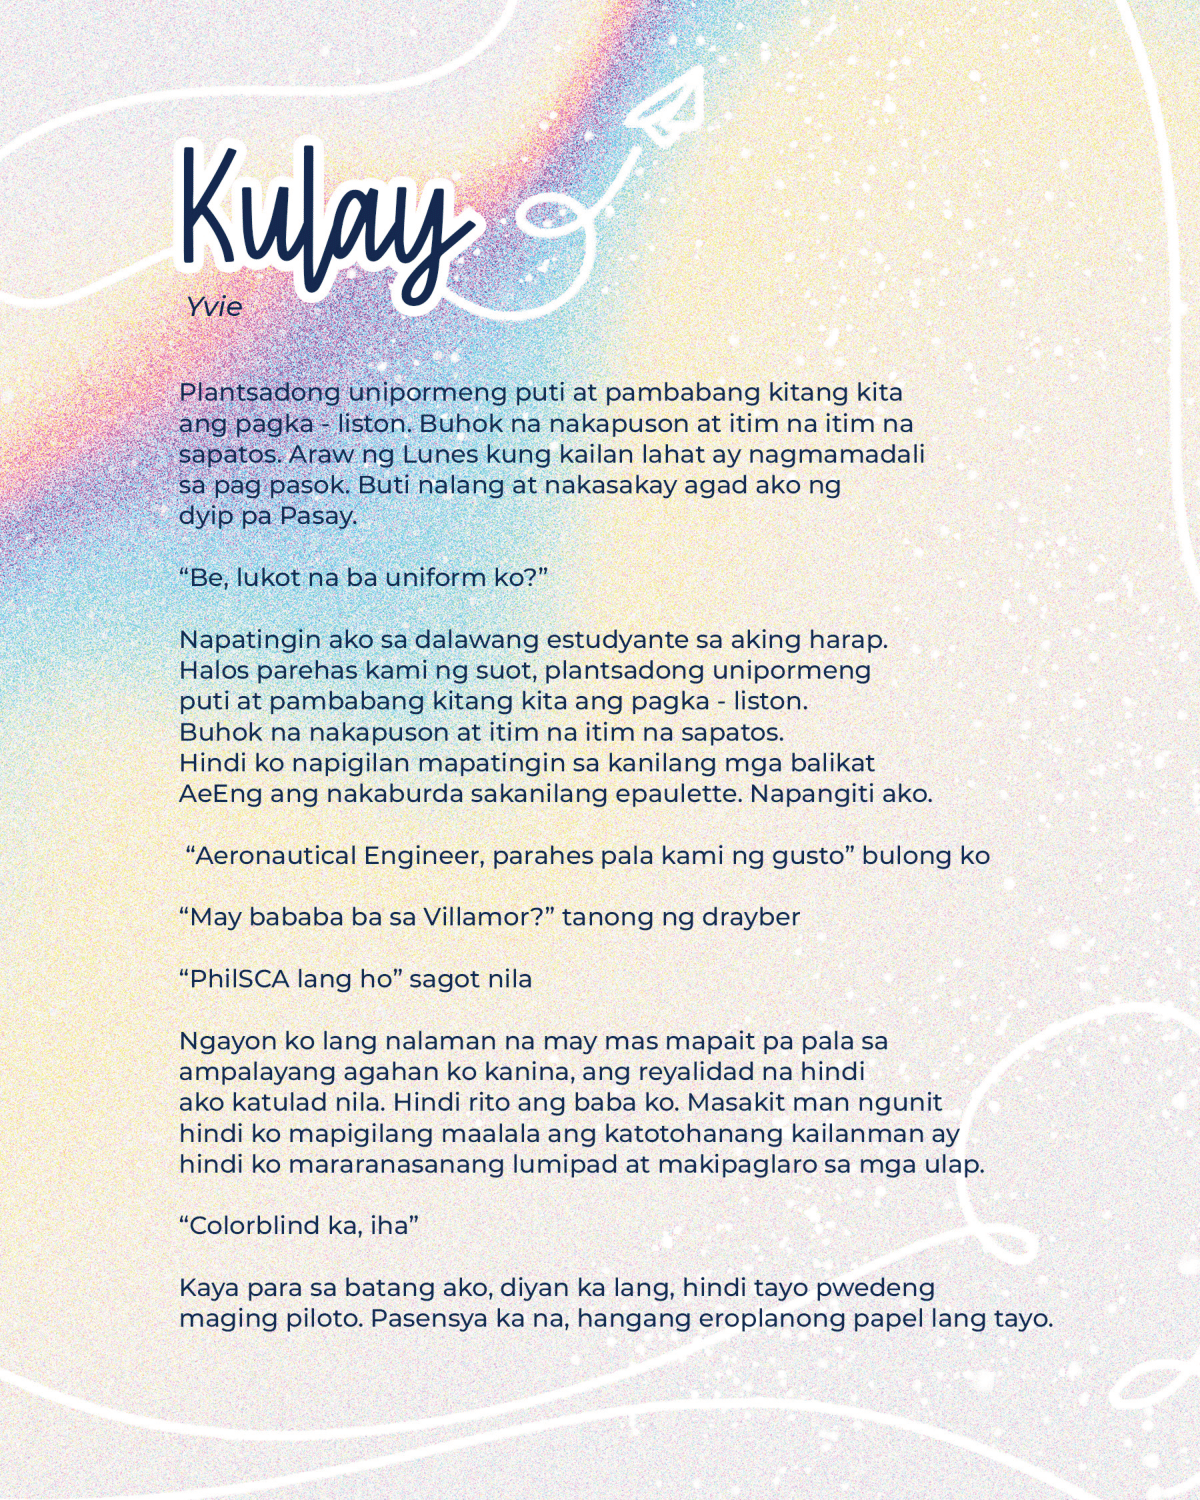 Kulay
Yvie
Plantsadong unipormeng puti at pambabang kitang kita
ang pagka - liston. Buhok na nakapuson at itim na itim na
sapatos. Araw ng Lunes kung kailan lahat ay nagmamadali
sa pag pasok. Buti nalang at nakasakay agad ako ng
dyip pa Pasay.
“Be, lukot na ba uniform ko?”
Napatingin ako sa dalawang estudyante sa aking harap.
Halos parehas kami ng suot, plantsadong unipormeng
puti at pambabang kitang kita ang pagka - liston.
Buhok na nakapuson at itim na itim na sapatos.
Hindi ko napigilan mapatingin sa kanilang mga balikat
AeEng ang nakaburda sakanilang epaulette. Napangiti ako.
“Aeronautical Engineer, parahes pala kami ng gusto” bulong ko
“May bababa ba sa Villamor?” tanong ng drayber
“PhilSCA lang ho” sagot nila
Ngayon ko lang nalaman na may mas mapait pa pala sa
ampalayang agahan ko kanina, ang reyalidad na hindi
ako katulad nila. Hindi rito ang baba ko. Masakit man ngunit
hindi ko mapigilang maalala ang katotohanang kailanman ay
hindi ko mararanasanang lumipad at makipaglaro sa mga ulap.
“Colorblind ka, iha”
Kaya para sa batang ako, diyan ka lang, hindi tayo pwedeng
maging piloto. Pasensya ka na, hangang eroplanong papel lang tayo.